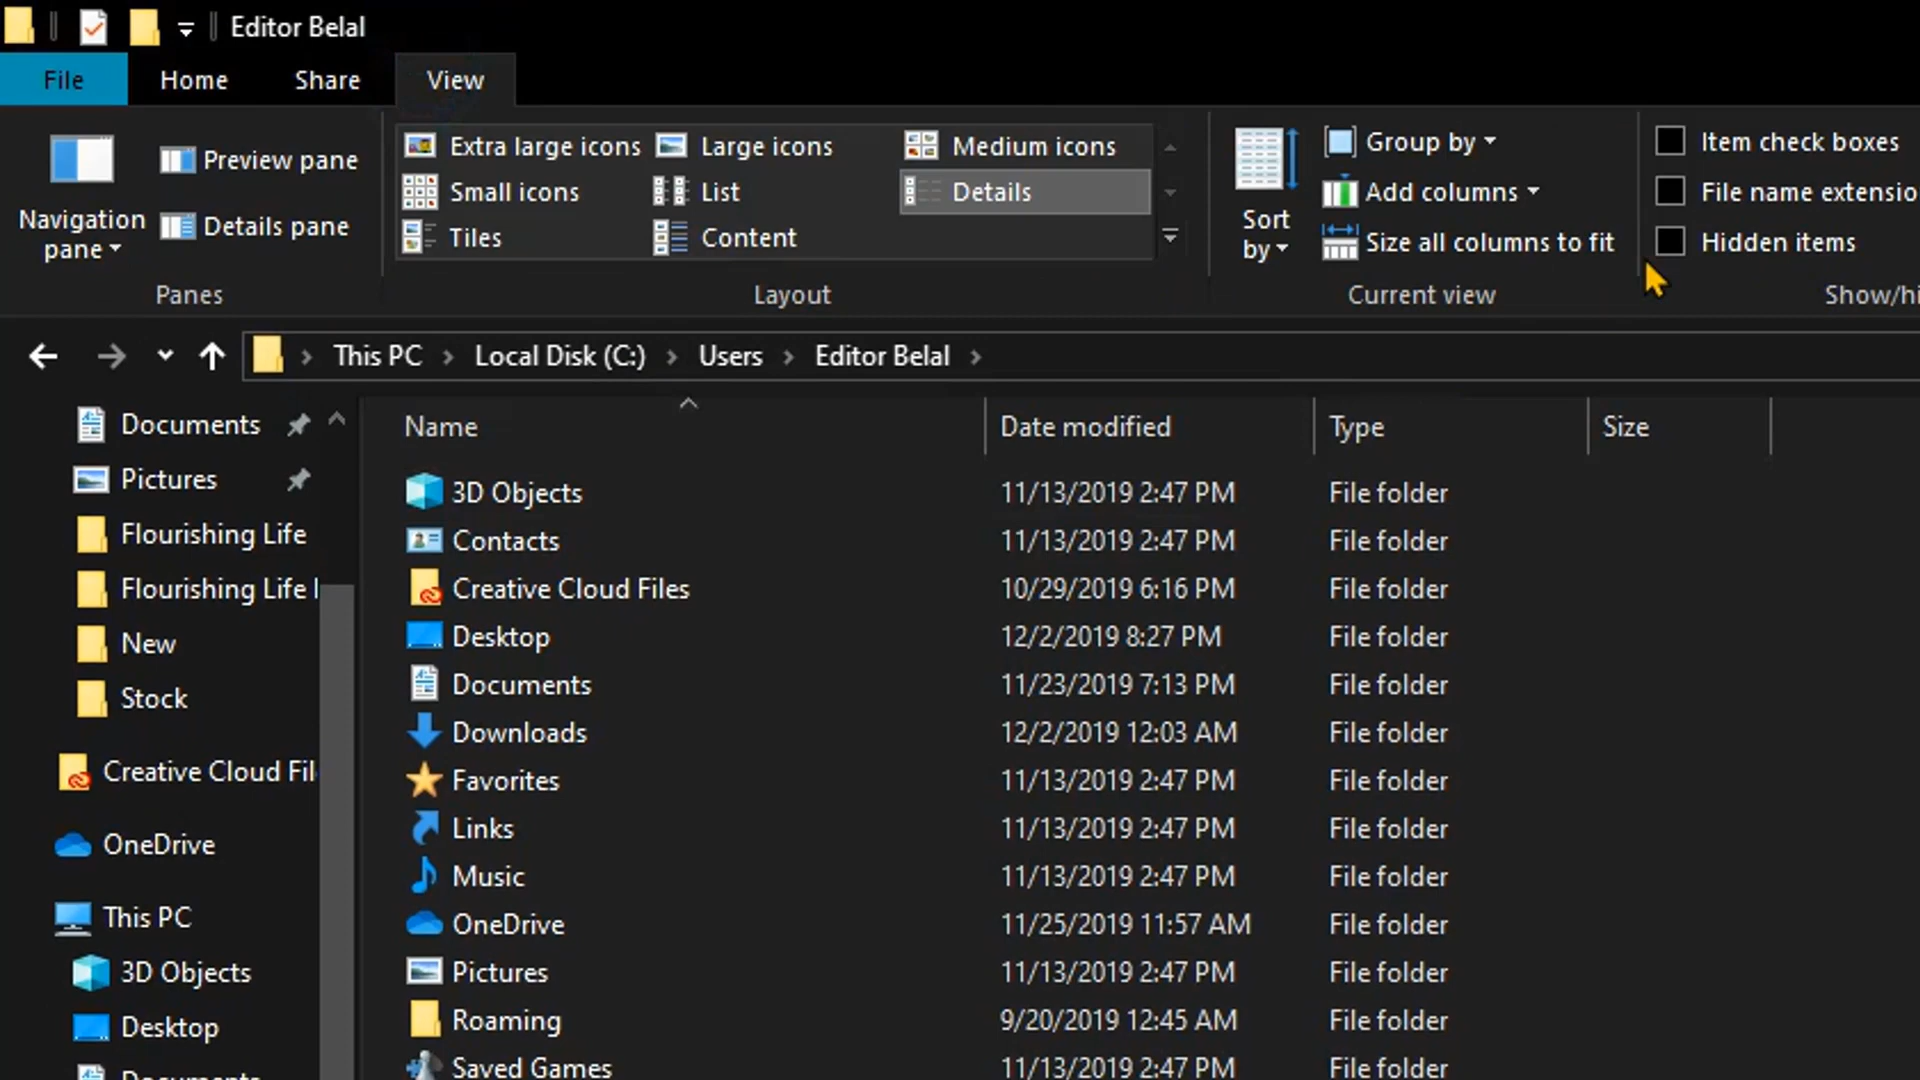 Editor Belal
File Home Share View
Navigation pane
Preview pane
Details pane
Panes
Extra large icons Large icons Medium icons
Small icons List Details
Tiles Content
Layout
Sort by
Group by
Add columns
Size all columns to fit
Current view
Item check boxes
File name extensio
Hidden items
Show/hi
This PC Local Disk (C:) Users Editor Belal
Documents
Pictures
Flourishing Life
Flourishing Life
New
Stock
Creative Cloud Fil
OneDrive
This PC
3D Objects
Desktop
Documents
Name Date modified Type Size
3D Objects 11/13/2019 2:47 PM File folder
Contacts 11/13/2019 2:47 PM File folder
Creative Cloud Files 10/29/2019 6:16 PM File folder
Desktop 12/2/2019 8:27 PM File folder
Documents 11/23/2019 7:13 PM File folder
Downloads 12/2/2019 12:03 AM File folder
Favorites 11/13/2019 2:47 PM File folder
Links 11/13/2019 2:47 PM File folder
Music 11/13/2019 2:47 PM File folder
OneDrive 11/25/2019 11:57 AM File folder
Pictures 11/13/2019 2:47 PM File folder
Roaming 9/20/2019 12:45 AM File folder
Saved Games 11/13/2019 2:47 PM File folder